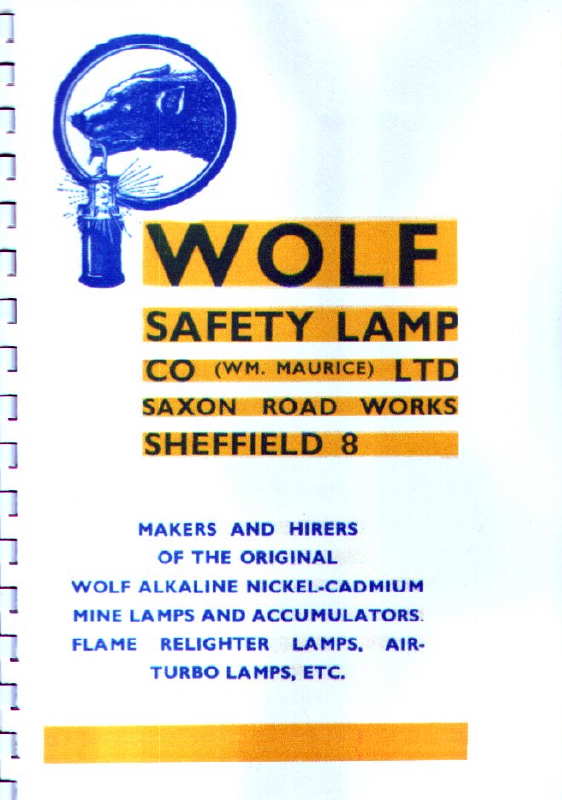 WOLF
SAFETY LAMP
CO (WM. MAURICE) LTD
SAXON ROAD WORKS
SHEFFIELD 8
MAKERS AND HIRERS
OF THE ORIGINAL
WOLF ALKALINE NICKEL-CADMIUM
MINE LAMPS AND ACCUMULATORS.
FLAME RELIGHTER LAMPS, AIR-
TURBO LAMPS, ETC.